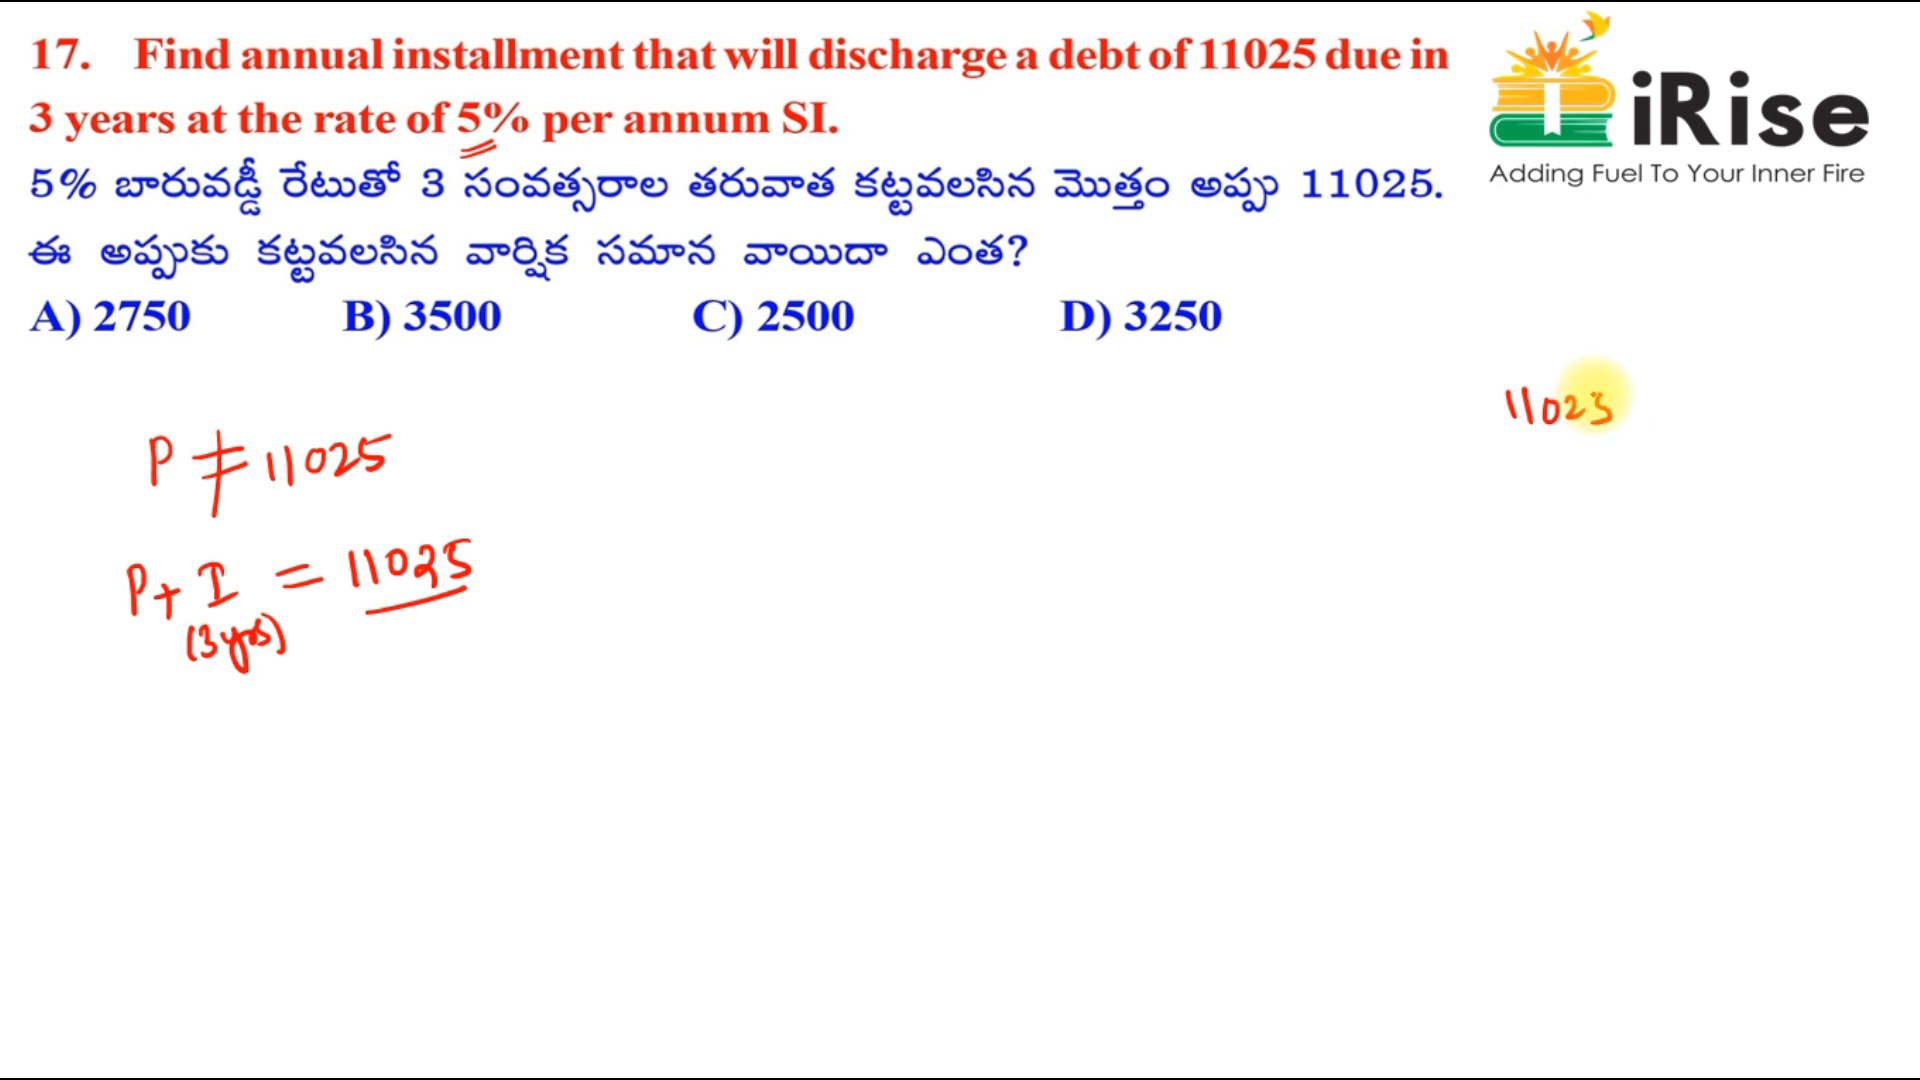 17. Find annual installment that will discharge a debt of 11025 due in
3 years at the rate of 5% per annum SI.
5% బారువడ్డీ రేటుతో 3 సంవత్సరాల తరువాత కట్టవలసిన మొత్తం అప్పు 11025.
ఈ అప్పుకు కట్టవలసిన వార్షిక సమాన వాయిదా ఎంత?
A) 2750 B) 3500 C) 2500 D) 3250
iRise
Adding Fuel To Your Inner Fire
11025
P ≠ 11025
P + I = 11025
(3 yrs)